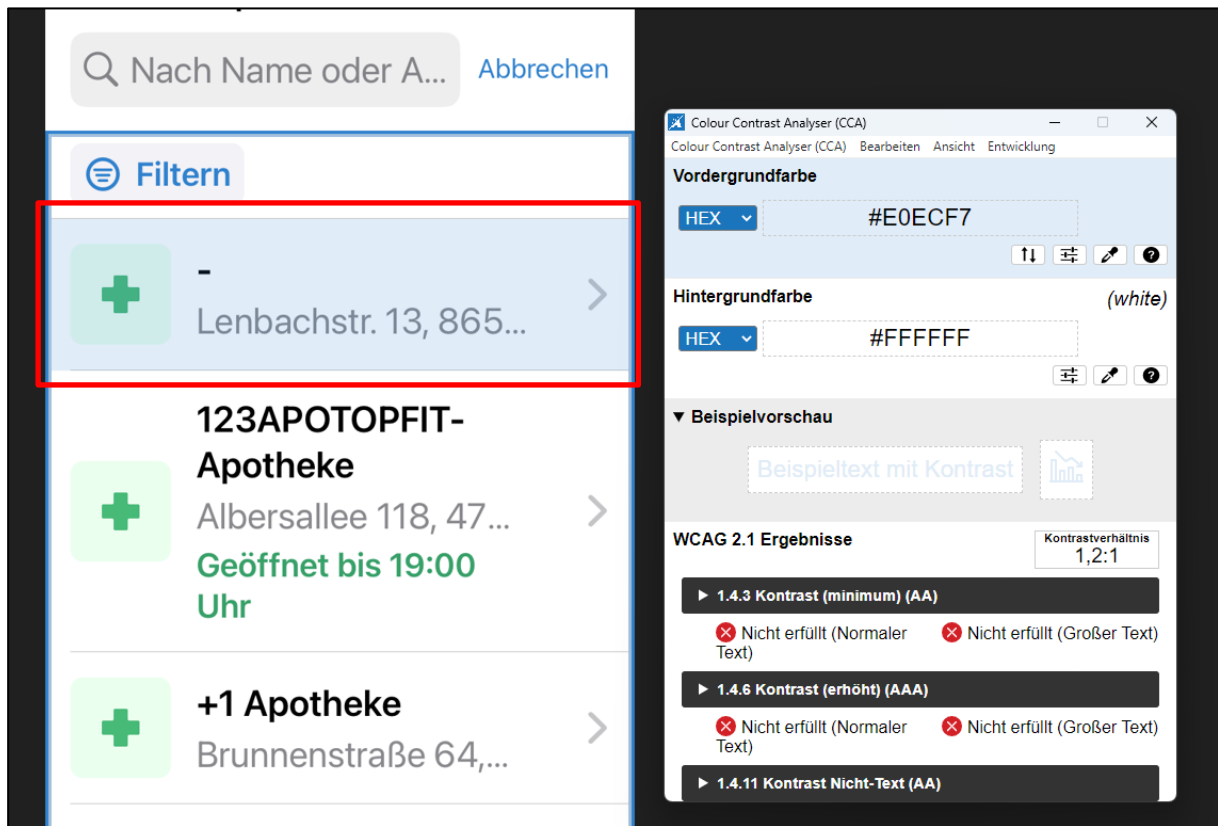 Nach Name oder A...
Abbrechen
Filtern
-
Lenbachstr. 13, 865...
123APOTOPFIT-
Apotheke
Albersallee 118, 47...
Geöffnet bis 19:00
Uhr
+1 Apotheke
Brunnenstraße 64,...
Colour Contrast Analyser (CCA)
Colour Contrast Analyser (CCA) Bearbeiten Ansicht Entwicklung
Vordergrundfarbe
HEX
#E0ECF7
Hintergrundfarbe
(white)
HEX
#FFFFFF
Beispielvorschau
Beispieltext mit Kontrast
WCAG 2.1 Ergebnisse
Kontrastverhältnis
1,2:1
1.4.3 Kontrast (minimum) (AA)
Nicht erfüllt (Normaler
Text)
Nicht erfüllt (Großer Text)
1.4.6 Kontrast (erhöht) (AAA)
Nicht erfüllt (Normaler
Text)
Nicht erfüllt (Großer Text)
1.4.11 Kontrast Nicht-Text (AA)